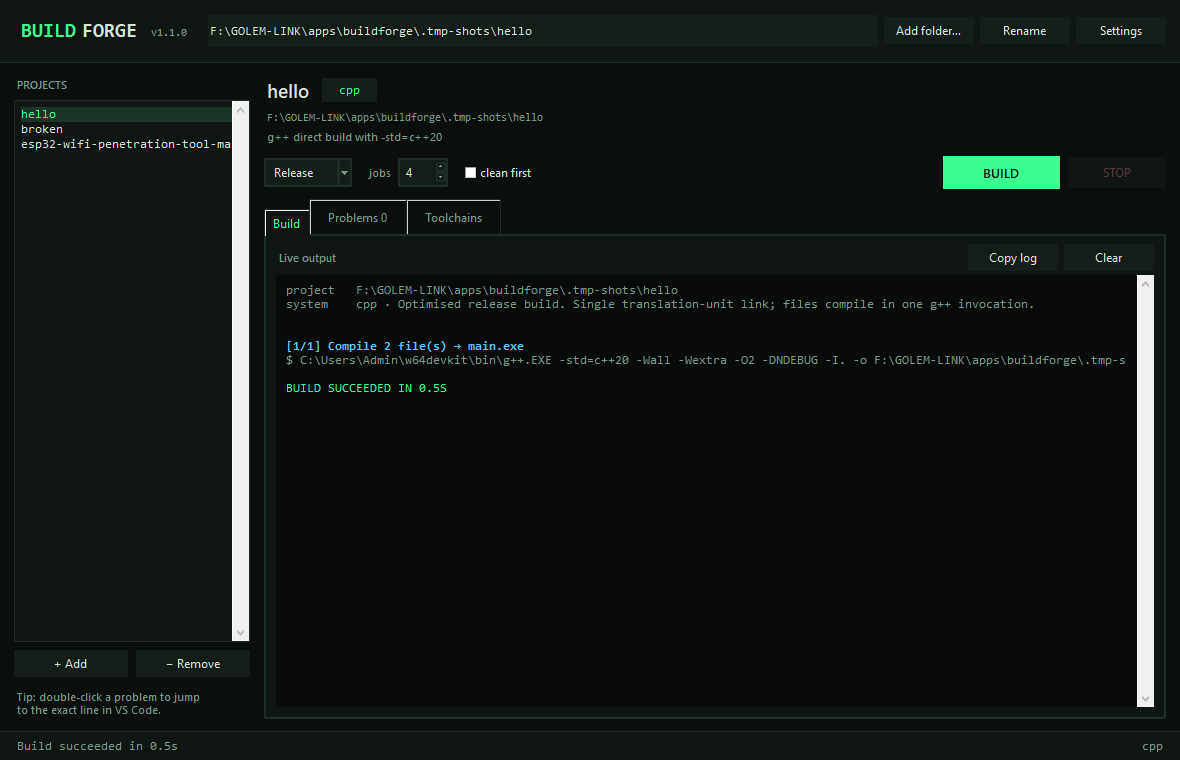 BUILD FORGE v1.1.0 F:\GOLEM-LINK\apps\buildforge\.tmp-shots\hello Add folder... Rename Settings
PROJECTS
hello
broken
esp32-wifi-penetration-tool-ma
+ Add − Remove
Tip: double-click a problem to jump
to the exact line in VS Code.
hello cpp
F:\GOLEM-LINK\apps\buildforge\.tmp-shots\hello
g++ direct build with -std=c++20
Release jobs 4 clean first BUILD STOP
Build Problems 0 Toolchains
Live output Copy log Clear
project F:\GOLEM-LINK\apps\buildforge\.tmp-shots\hello
system cpp · Optimised release build. Single translation-unit link; files compile in one g++ invocation.
[1/1] Compile 2 file(s) → main.exe
$ C:\Users\Admin\w64devkit\bin\g++.EXE -std=c++20 -Wall -Wextra -O2 -DNDEBUG -I. -o F:\GOLEM-LINK\apps\buildforge\.tmp-s
BUILD SUCCEEDED IN 0.5S
Build succeeded in 0.5s cpp